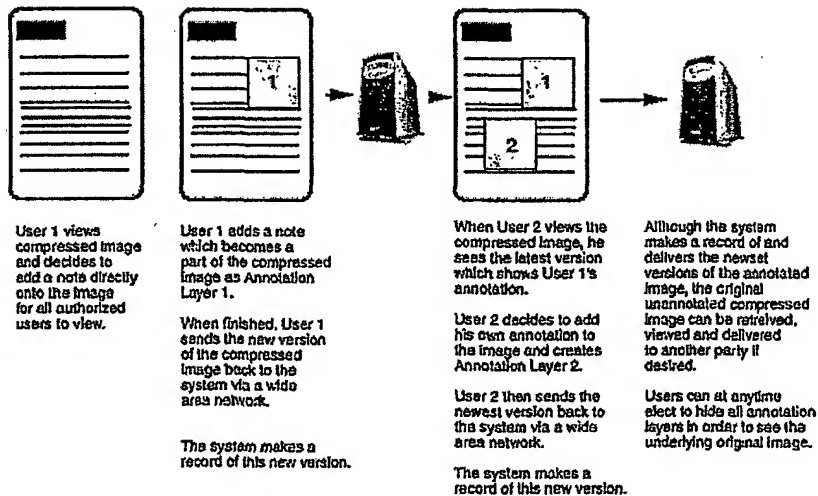 1
1
2
User 1 views
compressed image
and decides to
add a note directly
onto the image
for all authorized
users to view.
User 1 adds a note
which becomes a
part of the compressed
image as Annotation
Layer 1.
When finished, User 1
sends the new version
of the compressed
image back to the
system via a wide
area network.
The system makes a
record of this new version.
When User 2 views the
compressed image, he
sees the latest version
which shows User 1's
annotation.
User 2 decides to add
his own annotation to
the image and creates
Annotation Layer 2.
User 2 then sends the
newest version back to
the system via a wide
area network.
The system makes a
record of this new version.
Although the system
makes a record of and
delivers the newest
versions of the annotated
image, the original
unannotated compressed
image can be retreived,
viewed and delivered
to another party if
desired.
Users can at anytime
elect to hide all annotation
layers in order to see the
underlying original image.